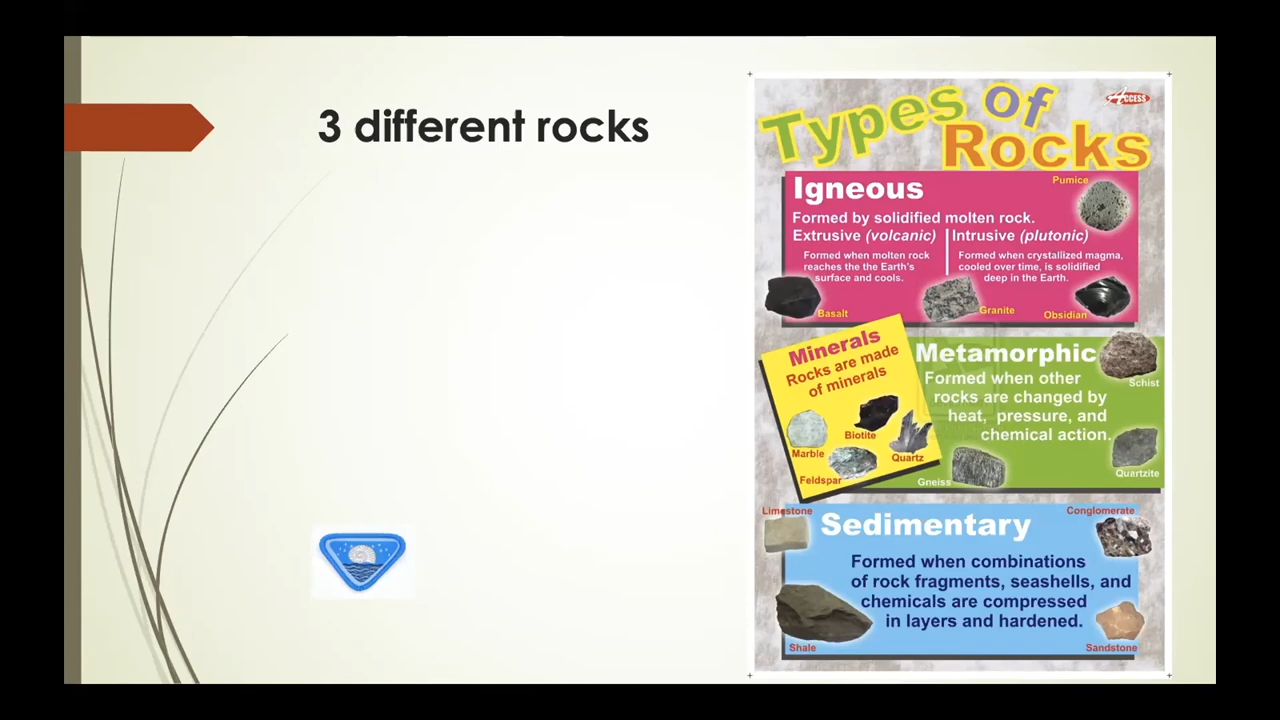 3 different rocks
Types of
Rocks
ACCESS
Igneous
Pumice
Formed by solidified molten rock.
Extrusive (volcanic)
Formed when molten rock
reaches the the Earth's
surface and cools.
Intrusive (plutonic)
Formed when crystallized magma,
cooled over time, is solidified
deep in the Earth.
Basalt
Granite
Obsidian
Minerals
Rocks are made
of minerals
Marble
Biotite
Quartz
Feldspar
Metamorphic
Formed when other
rocks are changed by
heat, pressure, and
chemical action.
Schist
Quartzite
Gneiss
Limestone
Sedimentary
Conglomerate
Formed when combinations
of rock fragments, seashells, and
chemicals are compressed
in layers and hardened.
Shale
Sandstone